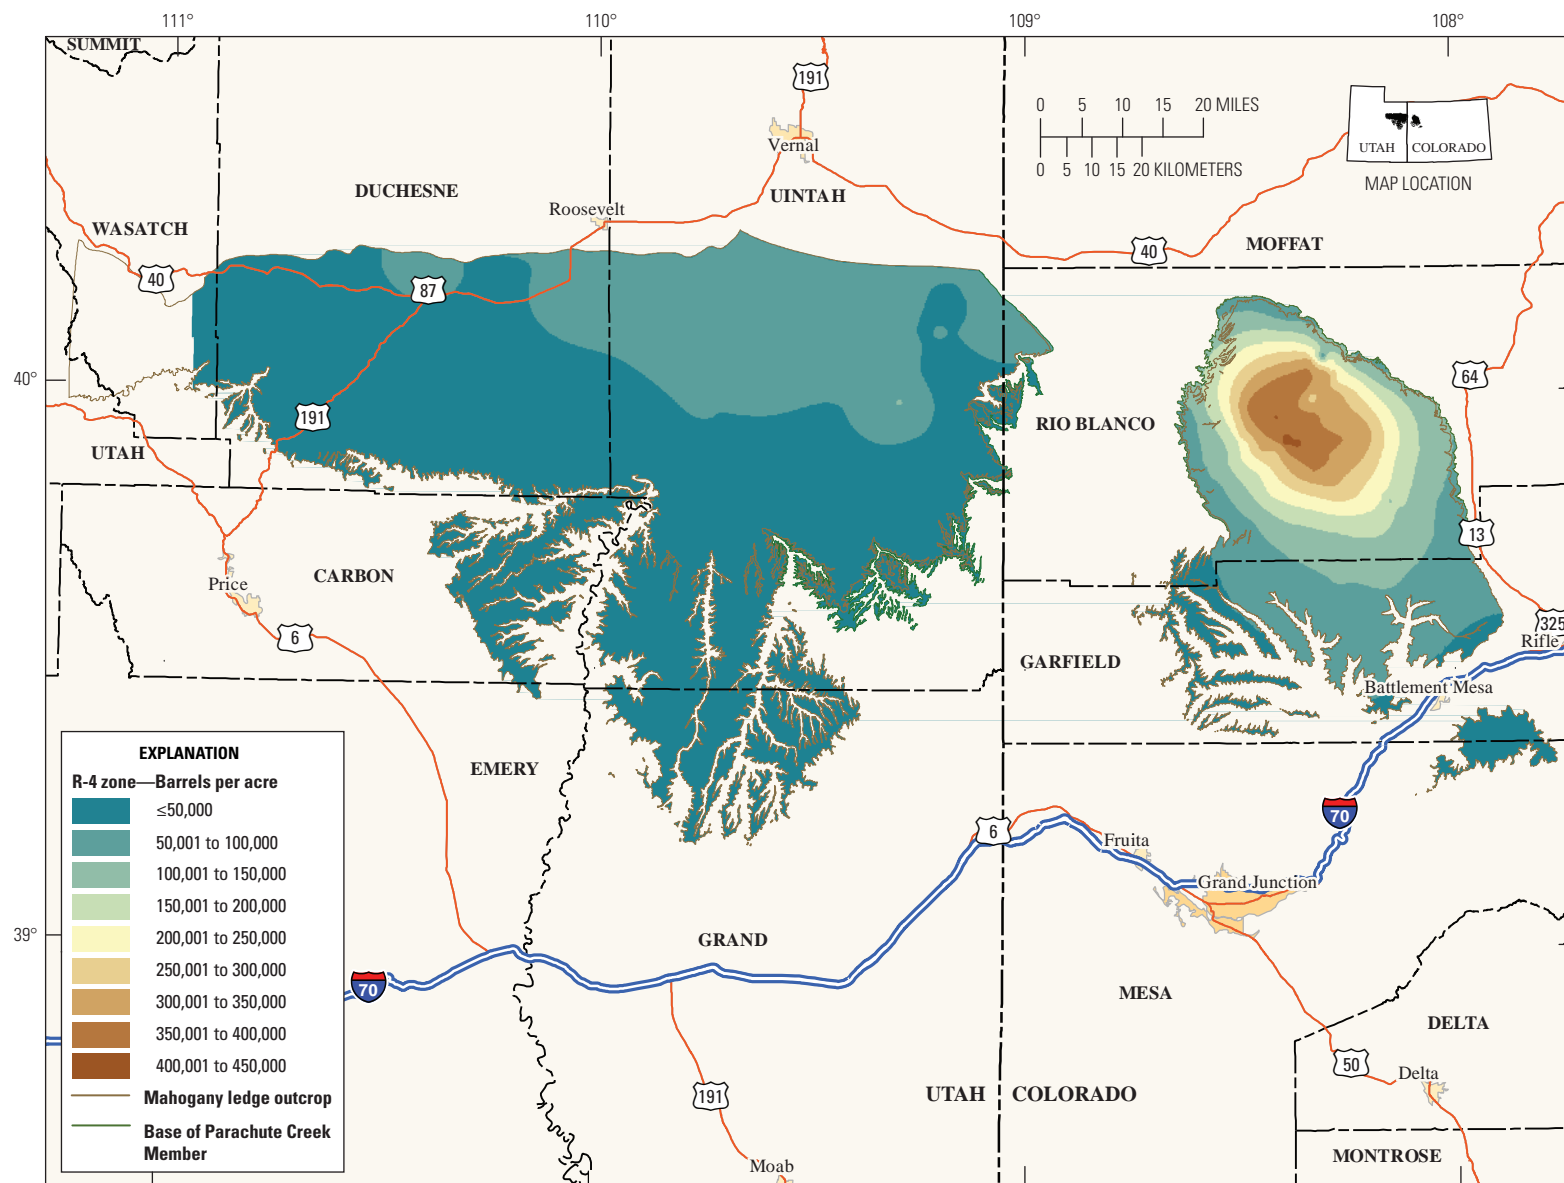 111°
110°
109°
108°
SUMMIT
191
0 5 10 15 20 MILES
0 5 10 15 20 KILOMETERS
UTAH COLORADO
MAP LOCATION
Vernal
DUCHESNE
UINTAH
Roosevelt
WASATCH
MOFFAT
40
40
87
40°
64
191
RIO BLANCO
UTAH
13
CARBON
Price
6
325
Rifle
GARFIELD
Battlement Mesa
EMERY
EXPLANATION
R-4 zone—Barrels per acre
≤50,000
50,001 to 100,000
100,001 to 150,000
150,001 to 200,000
200,001 to 250,000
250,001 to 300,000
300,001 to 350,000
350,001 to 400,000
400,001 to 450,000
Mahogany ledge outcrop
Base of Parachute Creek
Member
70
6
Fruita
Grand Junction
39°
GRAND
70
MESA
DELTA
50
Delta
191
UTAH COLORADO
MONTROSE
Moab